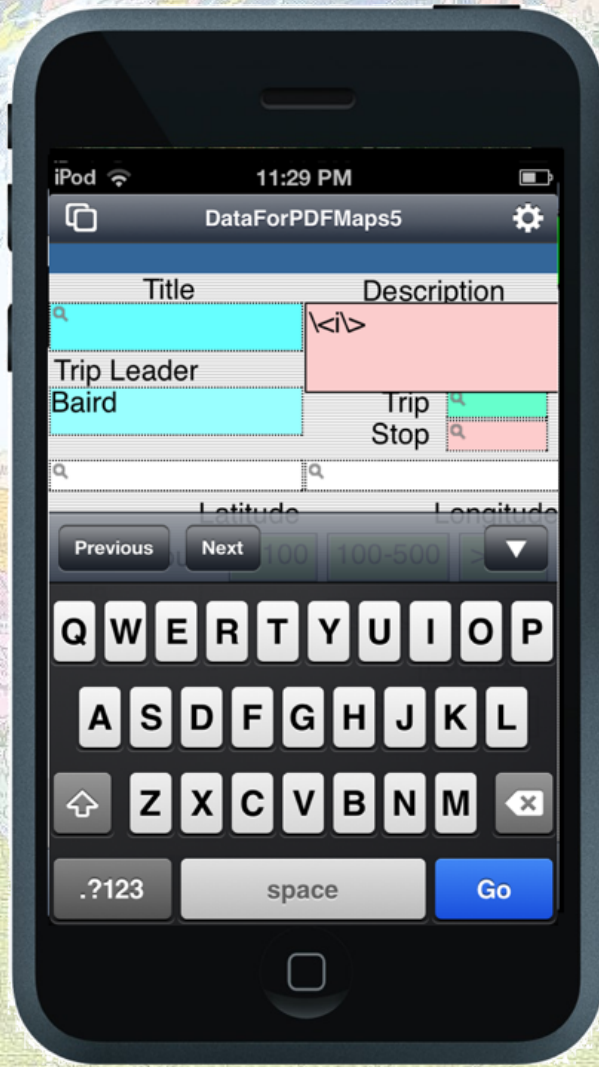 iPod 11:29 PM
DataForPDFMaps5
Title Description
\<i\>
Trip Leader
Baird Trip
Stop
Latitude Longitude
Previous Next 100 100-500 >
Q W E R T Y U I O P
A S D F G H J K L
Z X C V B N M
.?123 space Go